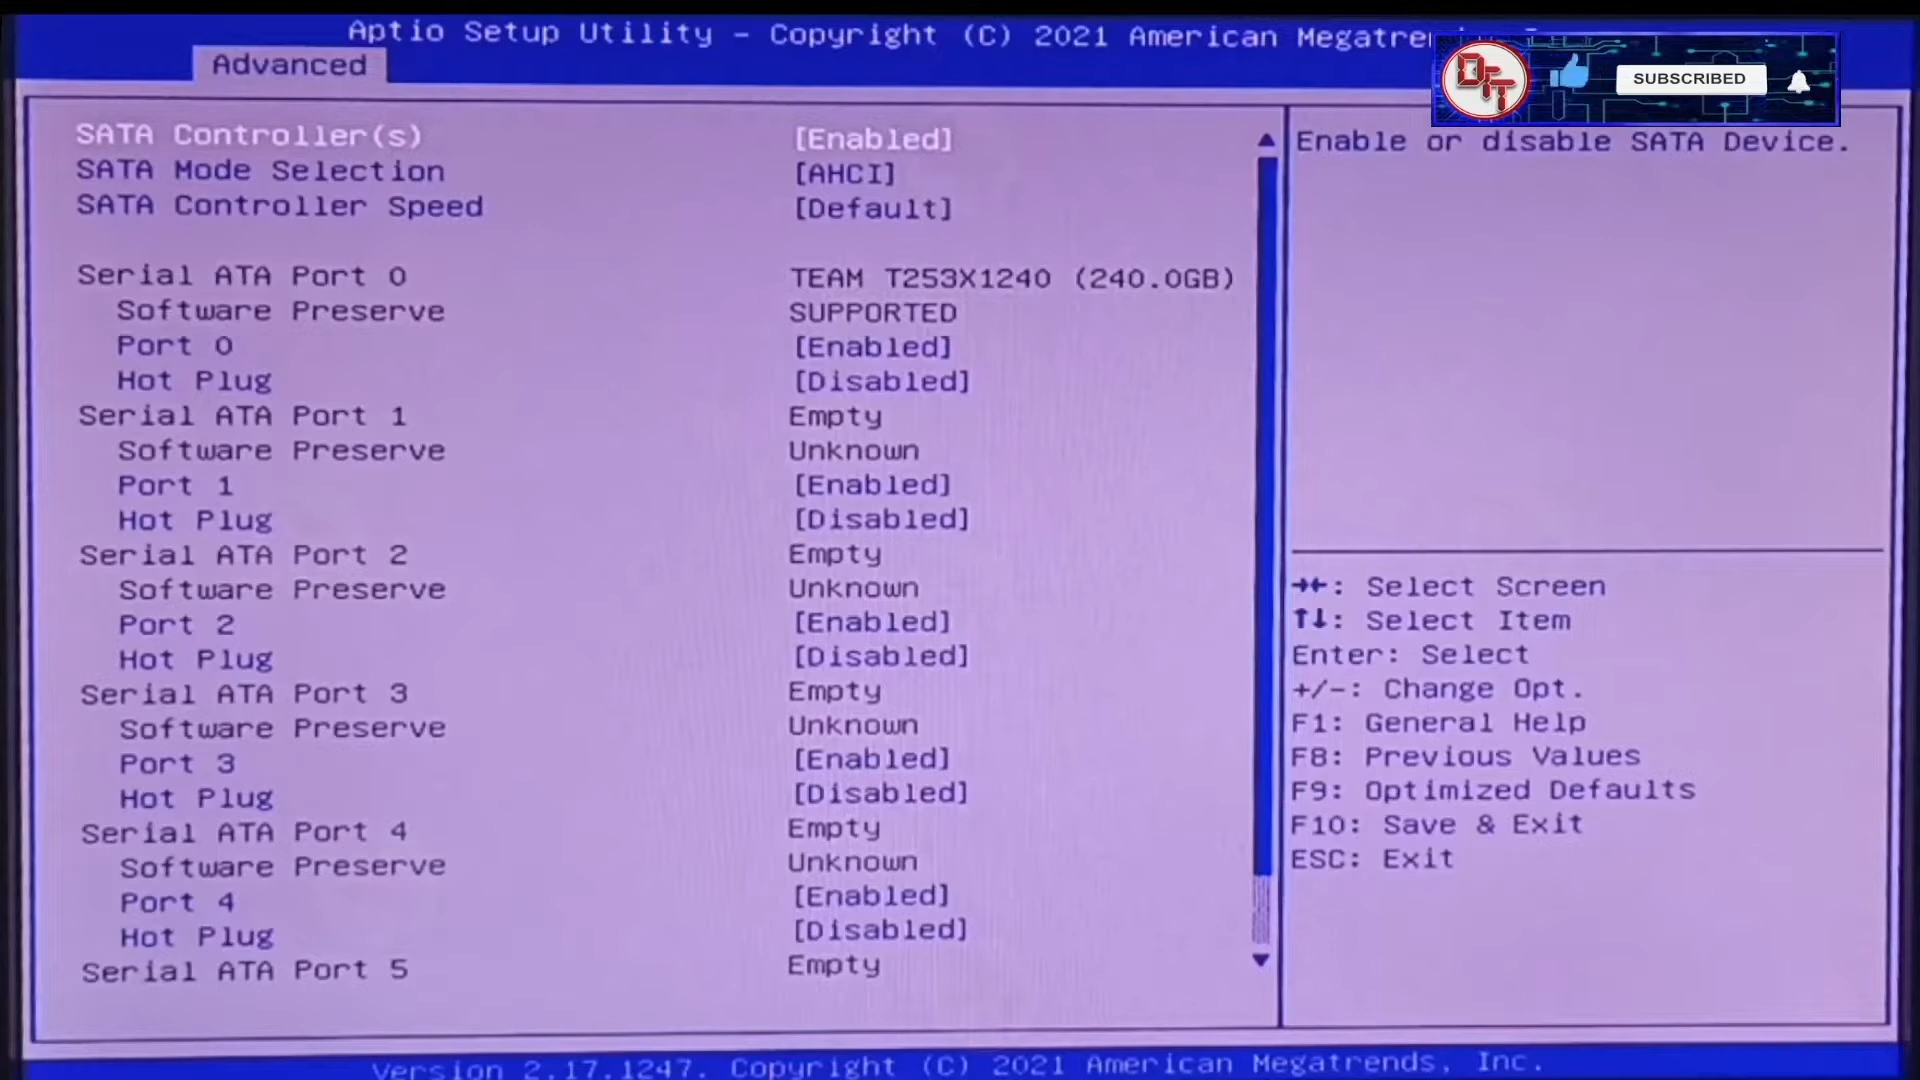 Aptio Setup Utility - Copyright (C) 2021 American
Advanced
DFT
SUBSCRIBED
SATA Controller(s) [Enabled]
SATA Mode Selection [AHCI]
SATA Controller Speed [Default]
Serial ATA Port 0 TEAM T253X1240 (240.0GB)
Software Preserve SUPPORTED
Port 0 [Enabled]
Hot Plug [Disabled]
Serial ATA Port 1 Empty
Software Preserve Unknown
Port 1 [Enabled]
Hot Plug [Disabled]
Serial ATA Port 2 Empty
Software Preserve Unknown
Port 2 [Enabled]
Hot Plug [Disabled]
Serial ATA Port 3 Empty
Software Preserve Unknown
Port 3 [Enabled]
Hot Plug [Disabled]
Serial ATA Port 4 Empty
Software Preserve Unknown
Port 4 [Enabled]
Hot Plug [Disabled]
Serial ATA Port 5 Empty
Enable or disable SATA Device.
→←: Select Screen
↑↓: Select Item
Enter: Select
+/-: Change Opt.
F1: General Help
F8: Previous Values
F9: Optimized Defaults
F10: Save & Exit
ESC: Exit
Version 2.17.1247. Copyright (C) 2021 American Megatrends, Inc.